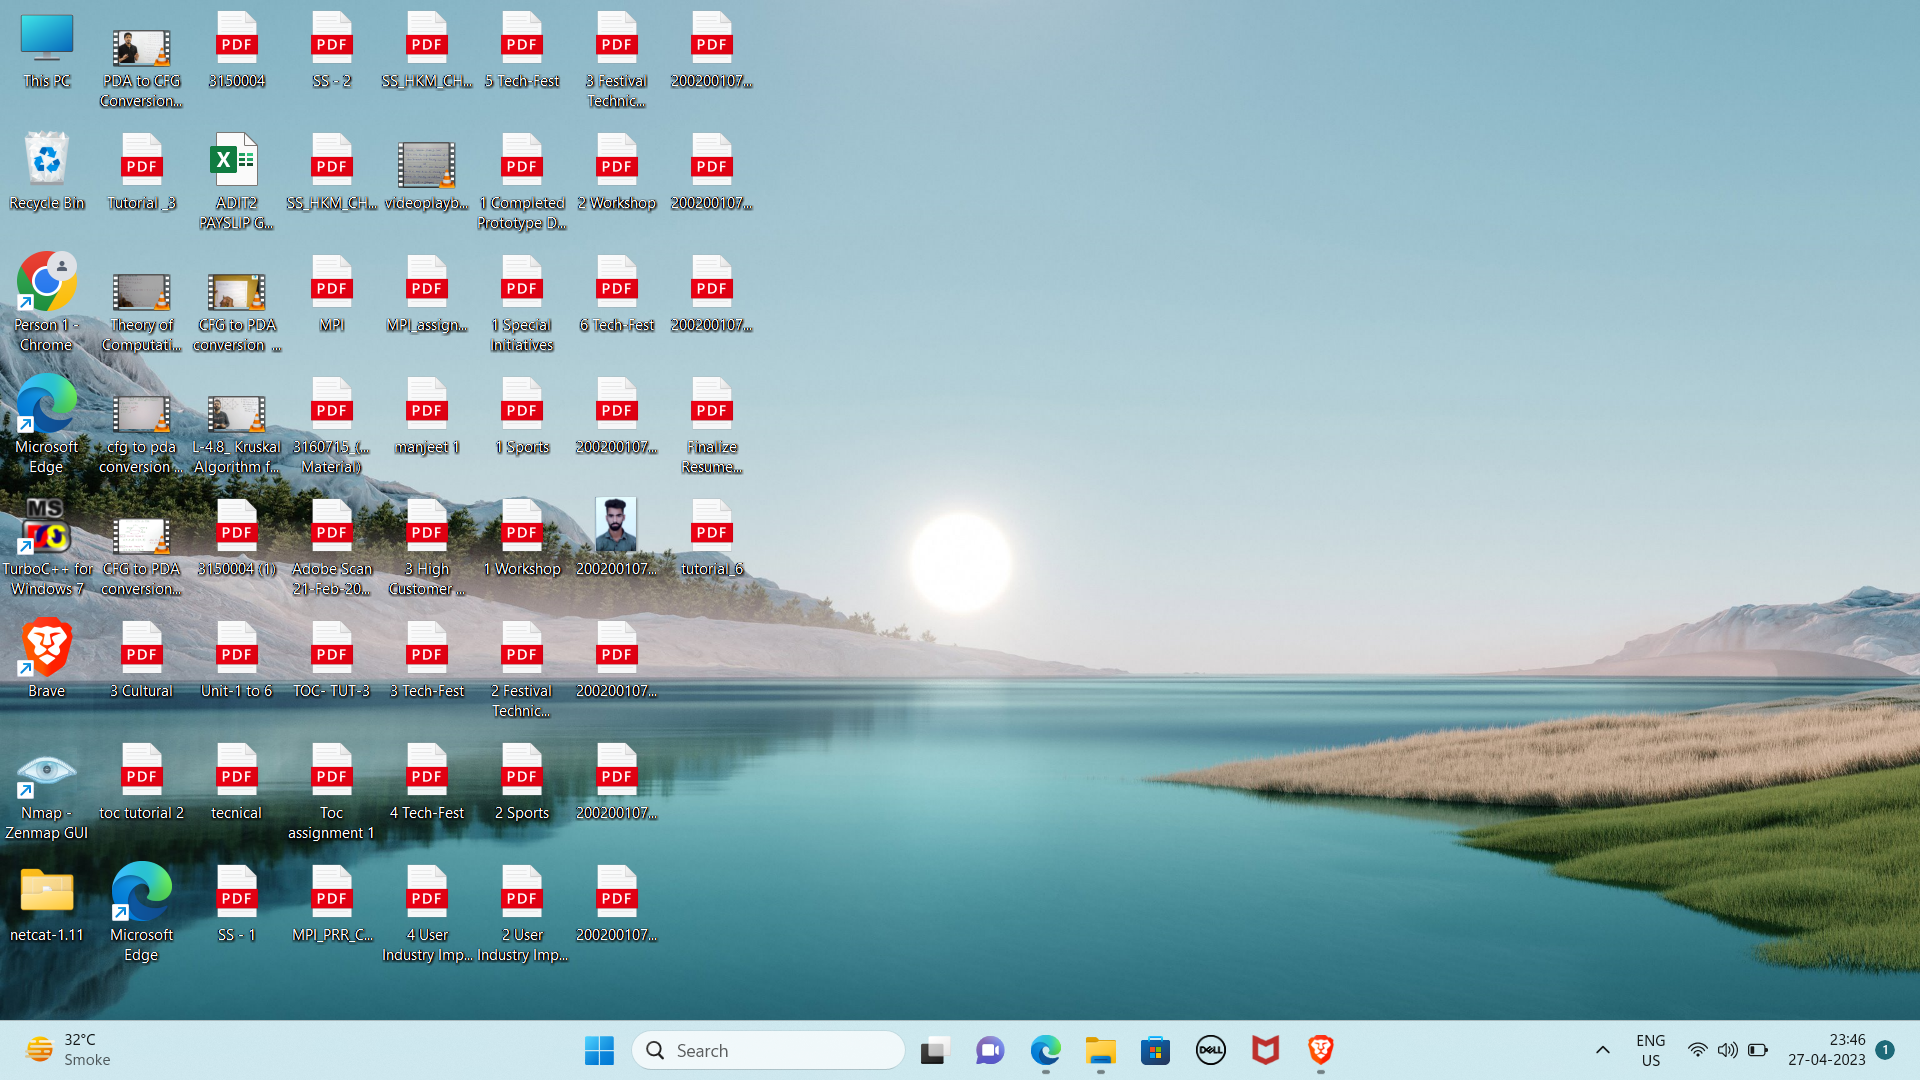 This PC
PDA to CFG
Conversion...
PDF
3150004
PDF
SS - 2
PDF
SS_HKM_CH...
PDF
5 Tech-Fest
PDF
3 Festival
Technic...
PDF
200200107...
Recycle Bin
PDF
Tutorial _3
X
ADIT2
PAYSLIP G...
PDF
SS_HKM_CH...
videoplayb...
PDF
1 Completed
Prototype D...
PDF
2 Workshop
PDF
200200107...
Person 1 -
Chrome
Theory of
Computati...
CFG to PDA
conversion ...
PDF
MPI
PDF
MPI_assign...
PDF
1 Special
Initiatives
PDF
6 Tech-Fest
PDF
200200107...
Microsoft
Edge
cfg to pda
conversion ...
L-4.8_ Kruskal
Algorithm f...
PDF
3160715_(...
Material)
PDF
manjeet 1
PDF
1 Sports
PDF
200200107...
PDF
Finalize
Resume...
MS
TurboC++ for
Windows 7
CFG to PDA
conversion...
PDF
3150004 (1)
PDF
Adobe Scan
21-Feb-20...
PDF
3 High
Customer ...
PDF
1 Workshop
200200107...
PDF
tutorial_6
Brave
PDF
3 Cultural
PDF
Unit-1 to 6
PDF
TOC- TUT-3
PDF
3 Tech-Fest
PDF
2 Festival
Technic...
PDF
200200107...
Nmap -
Zenmap GUI
PDF
toc tutorial 2
PDF
tecnical
PDF
Toc
assignment 1
PDF
4 Tech-Fest
PDF
2 Sports
PDF
200200107...
netcat-1.11
Microsoft
Edge
PDF
SS - 1
PDF
MPI_PRR_C...
PDF
4 User
Industry Imp...
PDF
2 User
Industry Imp...
PDF
200200107...
32°C
Smoke
Search
DELL
ENG
US
23:46
27-04-2023
1